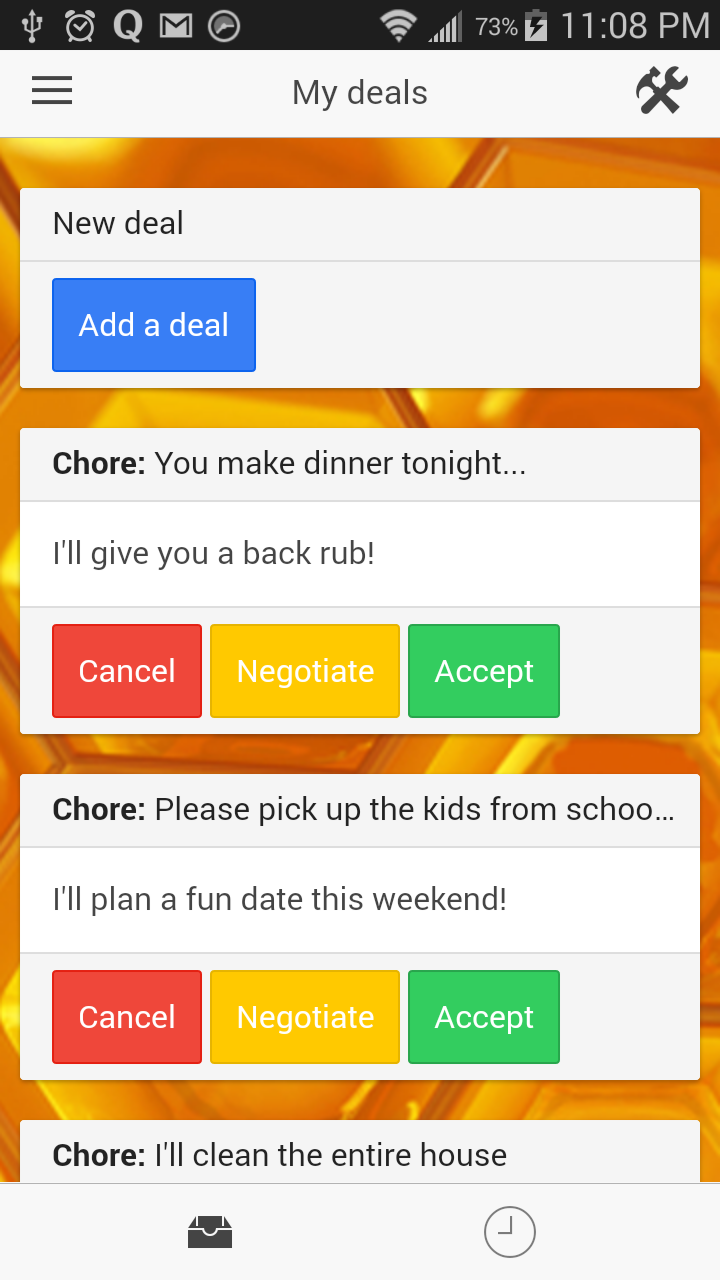 73% 11:08 PM
My deals
New deal
Add a deal
Chore: You make dinner tonight...
I'll give you a back rub!
Cancel Negotiate Accept
Chore: Please pick up the kids from schoo...
I'll plan a fun date this weekend!
Cancel Negotiate Accept
Chore: I'll clean the entire house